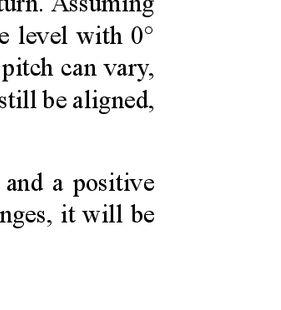 turn. Assuming
e level with 0°
pitch can vary,
still be aligned,
and a positive
nges, it will be